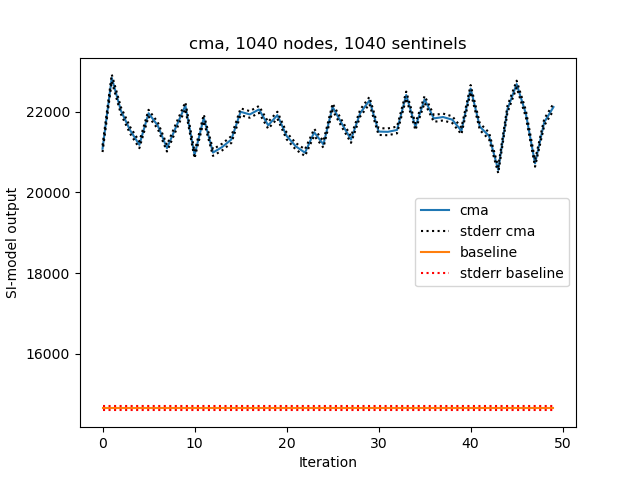 cma, 1040 nodes, 1040 sentinels
SI-model output
22000
20000
18000
16000
cma
stderr cma
baseline
stderr baseline
0 10 20 30 40 50
Iteration